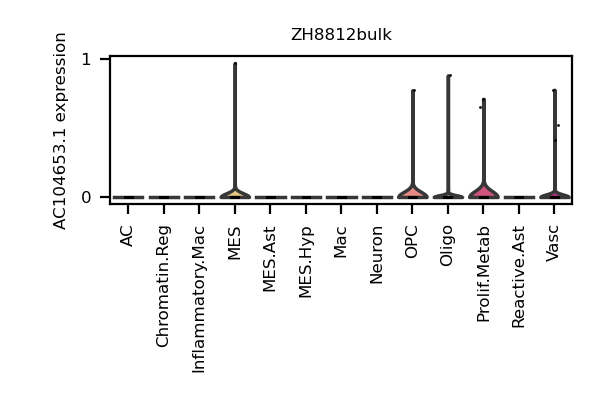 ZH8812bulk
AC104653.1 expression
1
0
AC
Chromatin.Reg
Inflammatory.Mac
MES
MES.Ast
MES.Hyp
Mac
Neuron
OPC
Oligo
Prolif.Metab
Reactive.Ast
Vasc